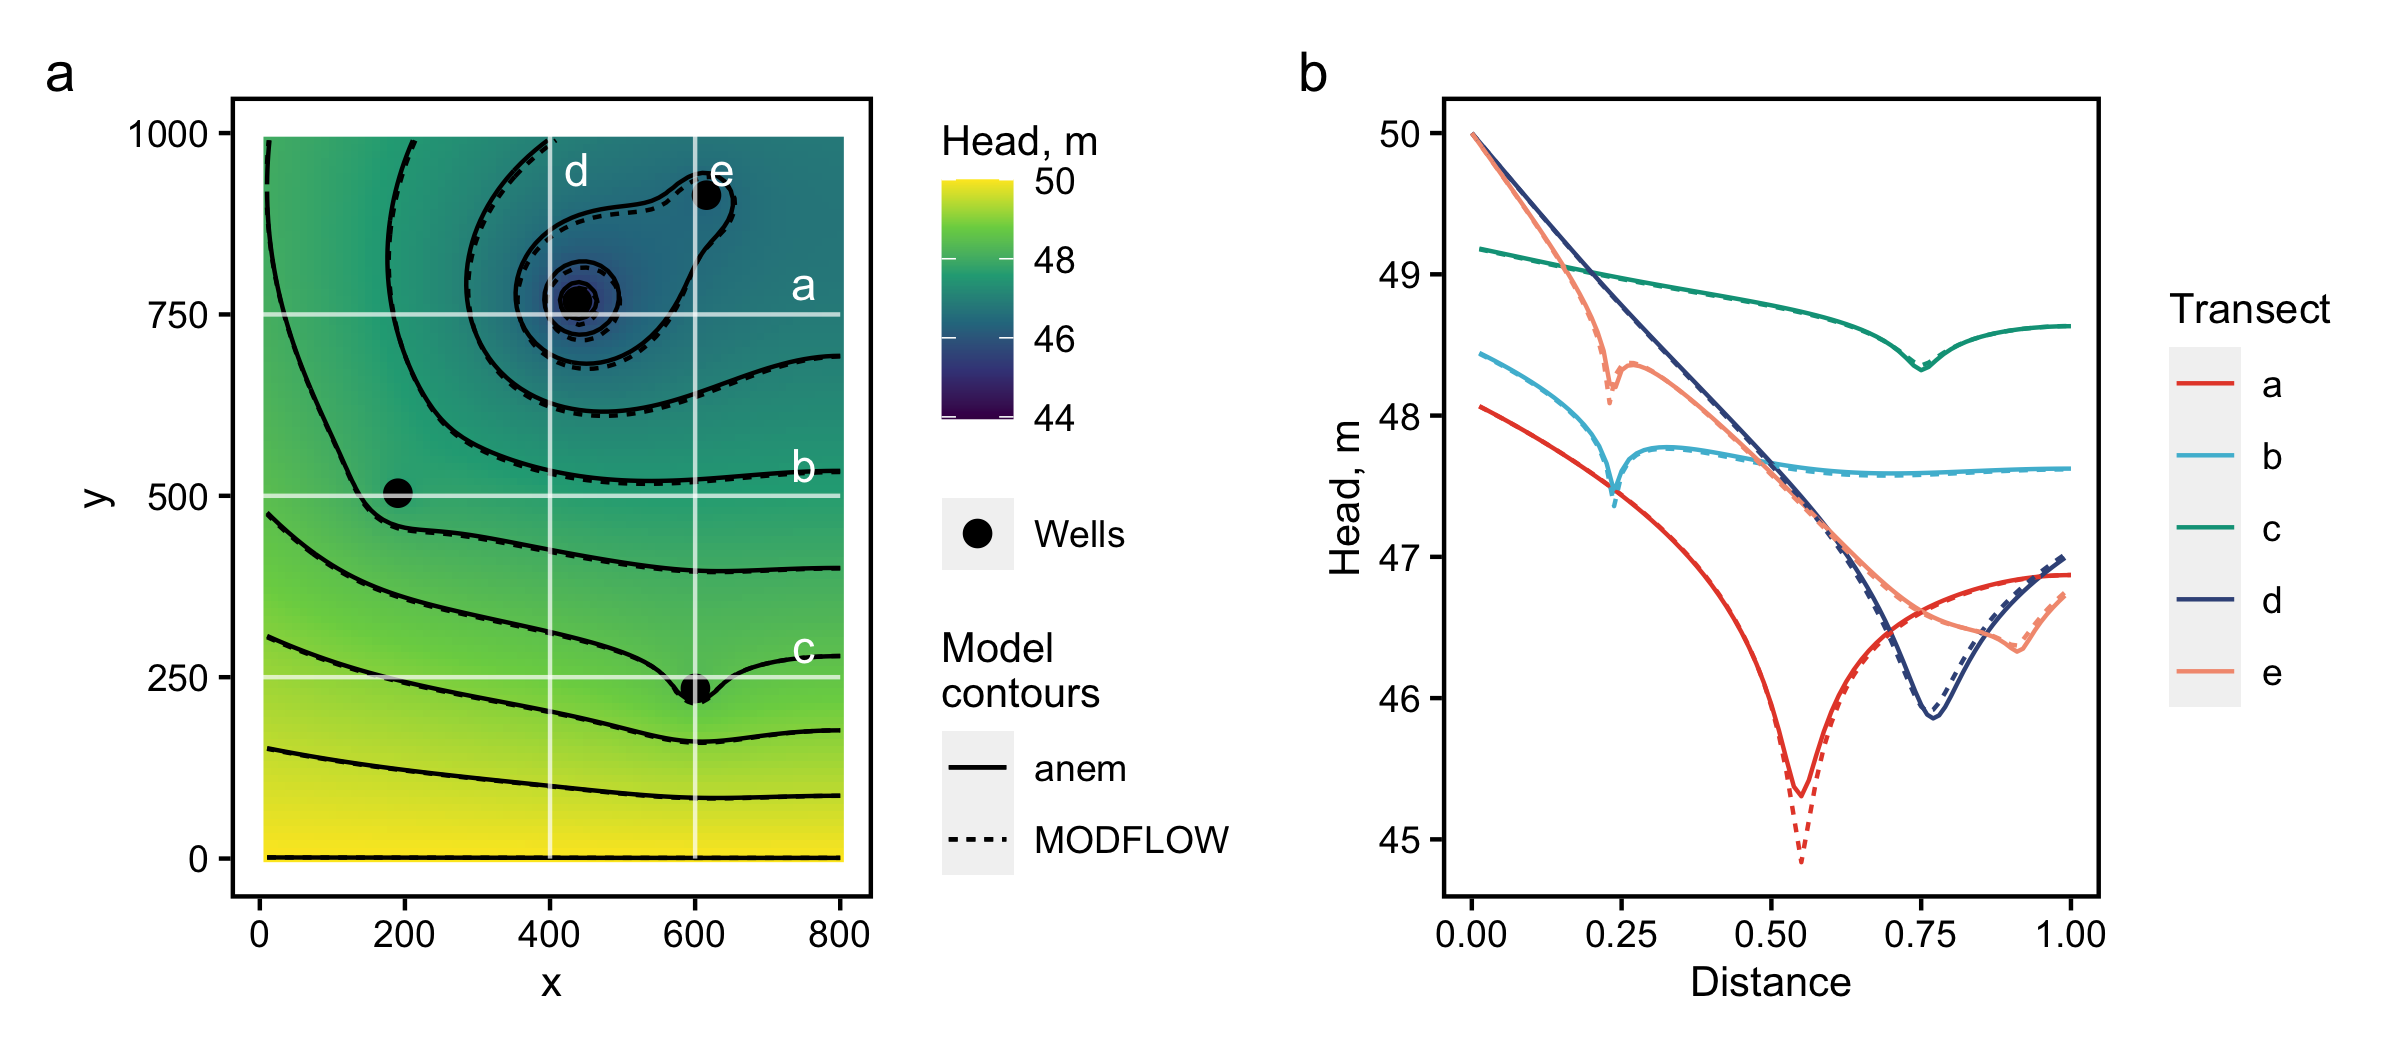 a
1000
750
500
250
0
y
0
200
400
600
800
x
d
e
a
b
c
Head, m
50
48
46
44
Wells
Model
contours
anem
MODFLOW
b
50
49
48
47
46
45
Head, m
0.00
0.25
0.50
0.75
1.00
Distance
Transect
a
b
c
d
e